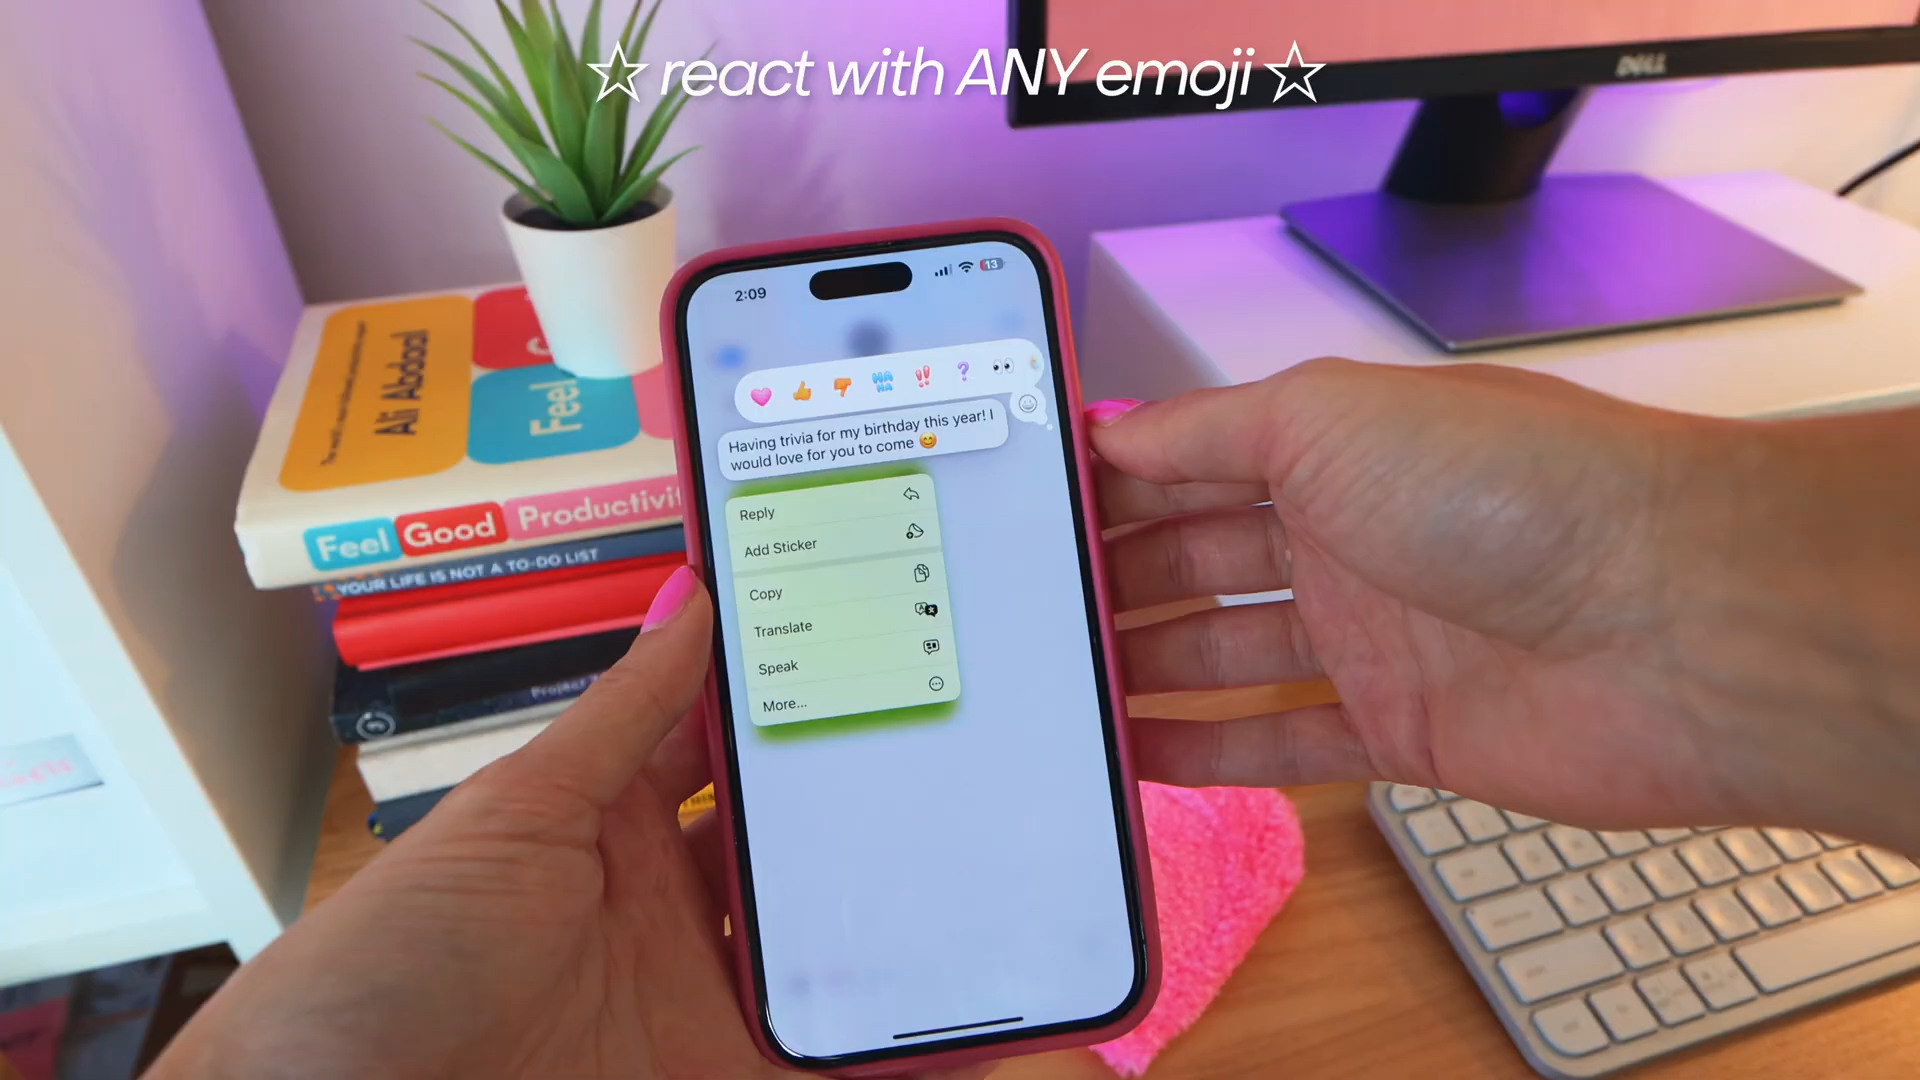 ☆ react with ANY emoji ☆
DELL
2:09
13
HA HA
Having trivia for my birthday this year! I
would love for you to come 😊
Reply
Add Sticker
Copy
Translate
Speak
More...
Ali Abdaal
Feel
Feel Good Productivi
YOUR LIFE IS NOT A TO-DO LIST
Project